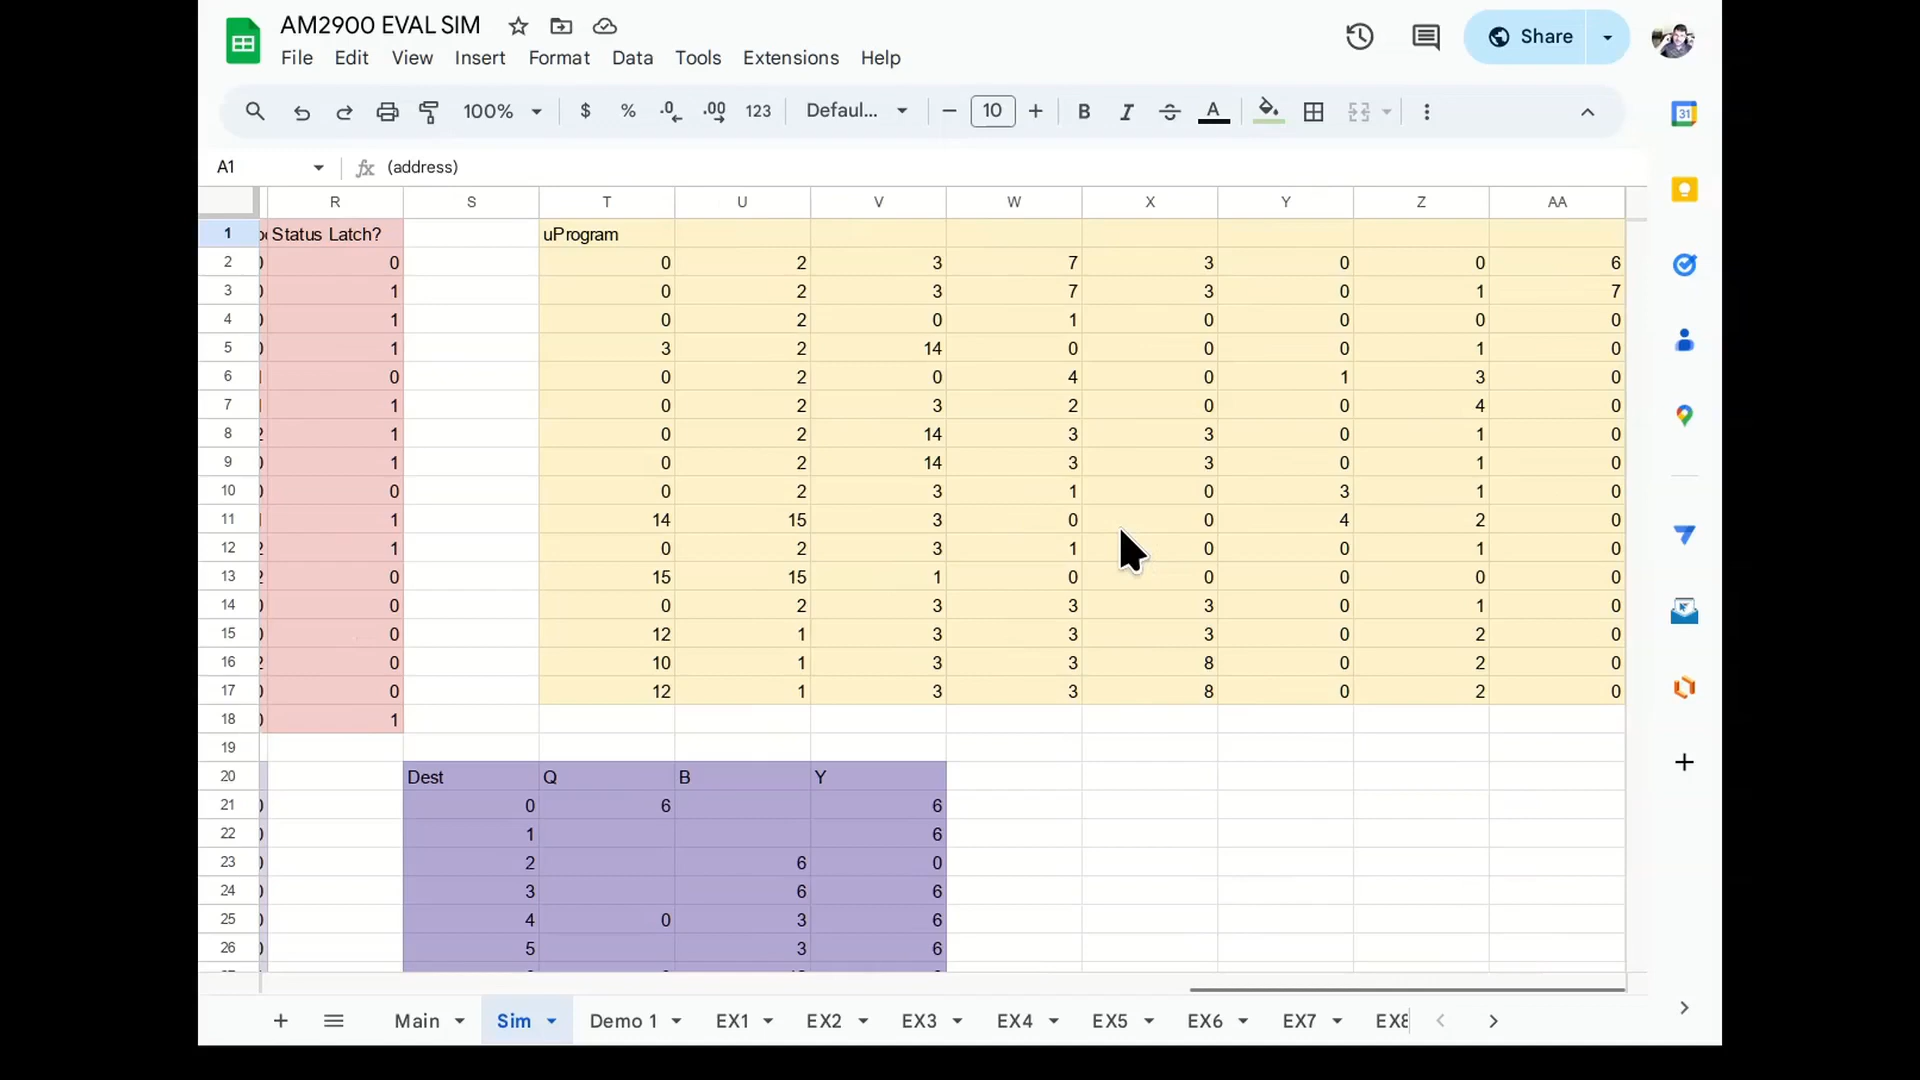 AM2900 EVAL SIM
File Edit View Insert Format Data Tools Extensions Help
Share
100% $ % .0 .00 123 Defaul... 10 B I A
31
A1 fx (address)
R S T U V W X Y Z AA
1 Status Latch? uProgram
2 0 0 2 3 7 3 0 0 6
3 1 0 2 3 7 3 0 1 7
4 1 0 2 0 1 0 0 0 0
5 1 3 2 14 0 0 0 1 0
6 0 0 2 0 4 0 1 3 0
7 1 0 2 3 2 0 0 4 0
8 1 0 2 14 3 3 0 1 0
9 1 0 2 14 3 3 0 1 0
10 0 0 2 3 1 0 3 1 0
11 1 14 15 3 0 0 4 2 0
12 1 0 2 3 1 0 0 1 0
13 0 15 15 1 0 0 0 0 0
14 0 0 2 3 3 3 0 1 0
15 0 12 1 3 3 3 0 2 0
16 0 10 1 3 3 8 0 2 0
17 0 12 1 3 3 8 0 2 0
18 1
19
20 Dest Q B Y
21 0 6 6
22 1 6
23 2 6 0
24 3 6 6
25 4 0 3 6
26 5 3 6
Main Sim Demo 1 EX1 EX2 EX3 EX4 EX5 EX6 EX7 EX8